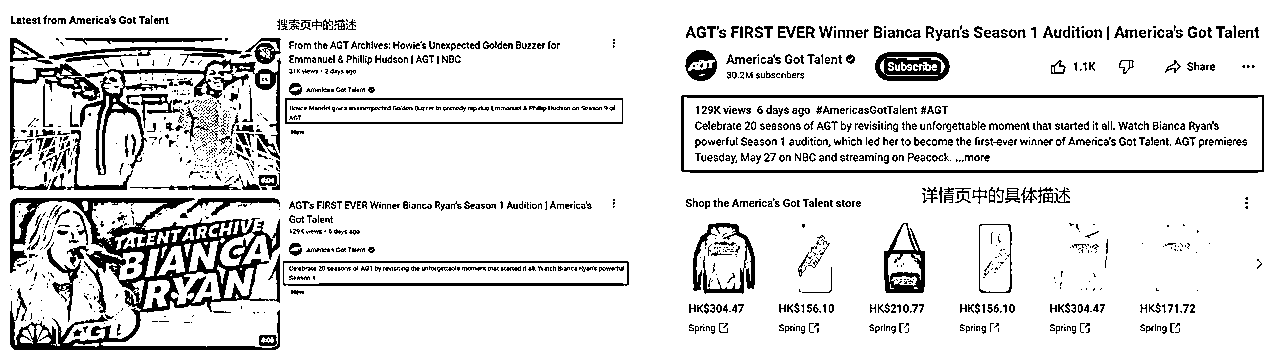 Latest from America's Got Talent
搜索页中的描述
From the AGT Archives: Howie's Unexpected Golden Buzzer for
Emmanuel & Phillip Hudson | AGT | NBC
31K views • 2 days ago
America's Got Talent
Howie Mandel gives an unexpected Golden Buzzer to comedy rap duo Emmanuel & Phillip Hudson on Season 9 of
AGT.
New
TALENT ARCHIVE
BIANCA
RYAN
AGT
AGT's FIRST EVER Winner Bianca Ryan's Season 1 Audition | America's
Got Talent
129K views • 6 days ago
America's Got Talent
Celebrate 20 seasons of AGT by revisiting the unforgettable moment that started it all. Watch Bianca Ryan's powerful
Season 1
New
AGT's FIRST EVER Winner Bianca Ryan's Season 1 Audition | America's Got Talent
AGT
America's Got Talent
30.2M subscribers
Subscribe
1.1K
Share
129K views 6 days ago #AmericasGotTalent #AGT
Celebrate 20 seasons of AGT by revisiting the unforgettable moment that started it all. Watch Bianca Ryan's
powerful Season 1 audition, which led her to become the first-ever winner of America's Got Talent. AGT premieres
Tuesday, May 27 on NBC and streaming on Peacock. ...more
详情页中的具体描述
Shop the America's Got Talent store
HK$304.47 HK$156.10 HK$210.77 HK$156.10 HK$304.47 HK$171.72
Spring Spring Spring Spring Spring Spring